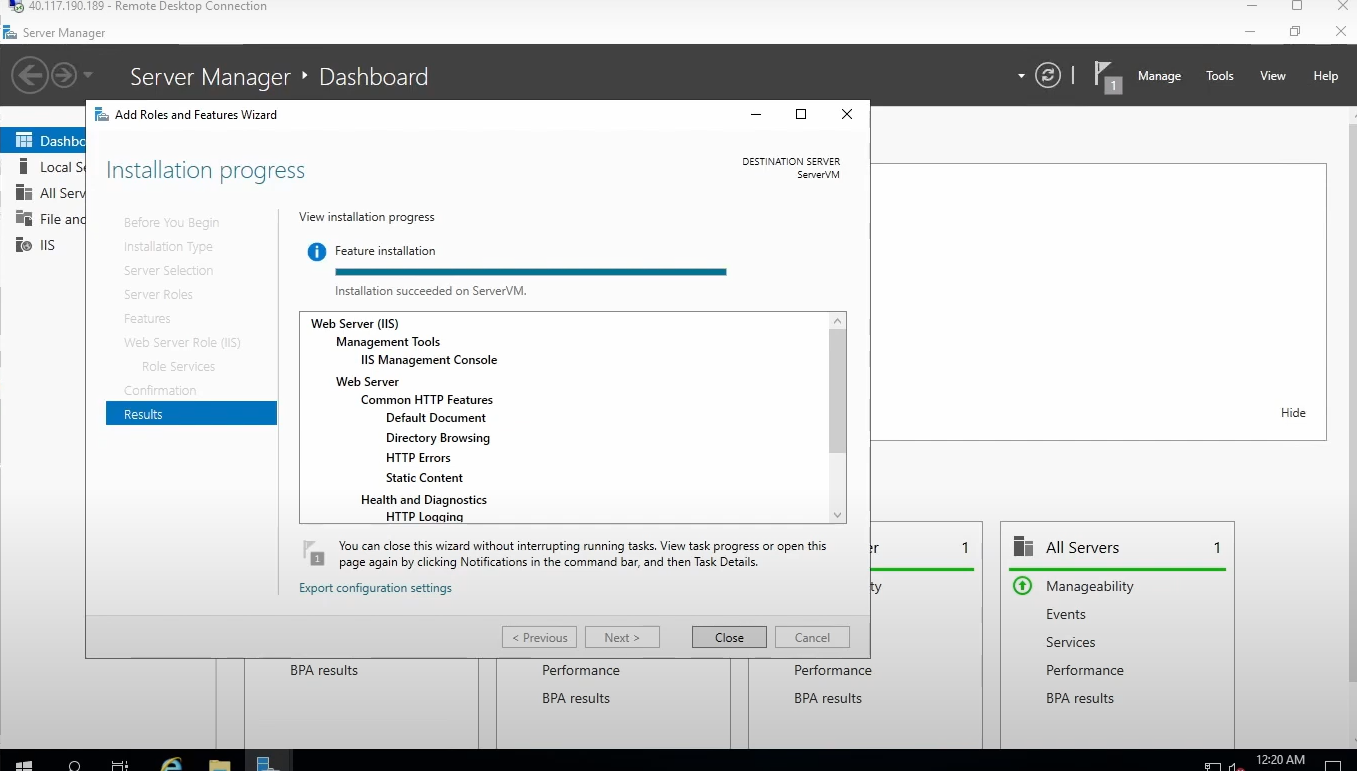 40.117.190.189 - Remote Desktop Connection
Server Manager
Server Manager Dashboard
1
Manage
Tools
View
Help
Add Roles and Features Wizard
Dashbo
Local Se
All Serv
File and
IIS
Installation progress
DESTINATION SERVER
ServerVM
Before You Begin
Installation Type
Server Selection
Server Roles
Features
Web Server Role (IIS)
Role Services
Confirmation
Results
View installation progress
Feature installation
Installation succeeded on ServerVM.
Web Server (IIS)
Management Tools
IIS Management Console
Web Server
Common HTTP Features
Default Document
Directory Browsing
HTTP Errors
Static Content
Health and Diagnostics
HTTP Logging
1
You can close this wizard without interrupting running tasks. View task progress or open this
page again by clicking Notifications in the command bar, and then Task Details.
Export configuration settings
< Previous
Next >
Close
Cancel
Hide
er 1
ty
All Servers 1
Manageability
Events
Services
Performance
BPA results
BPA results
Performance
BPA results
Performance
BPA results
12:20 AM